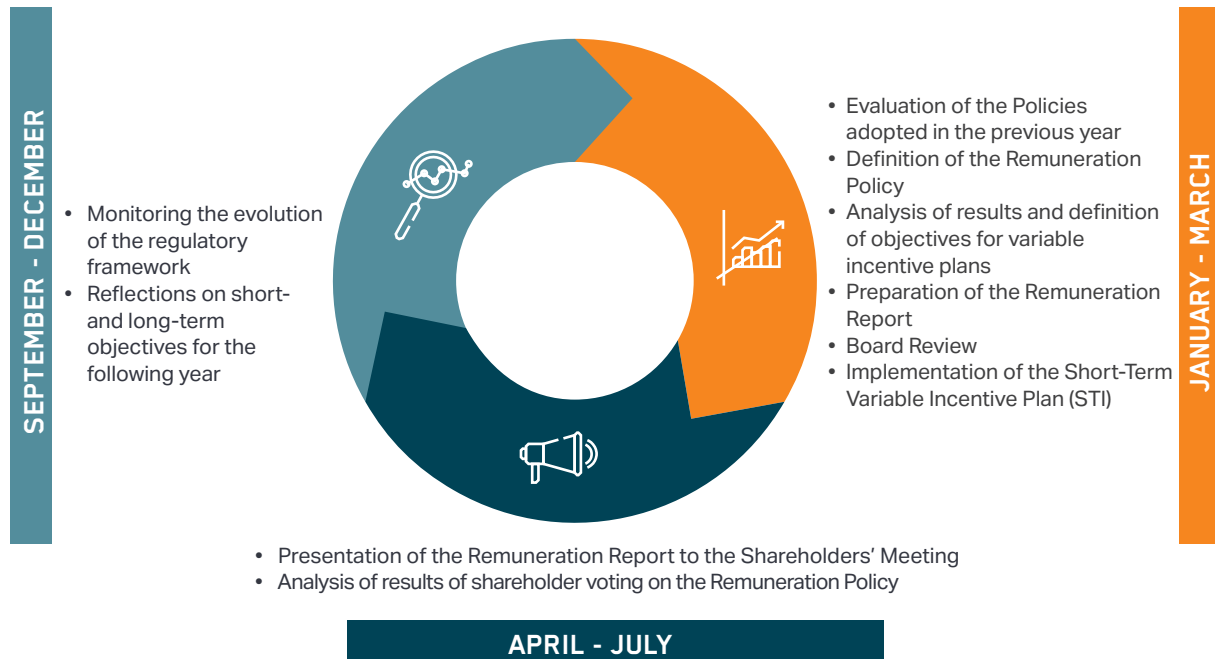 SEPTEMBER - DECEMBER
• Monitoring the evolution
of the regulatory
framework
• Reflections on short-
and long-term
objectives for the
following year
• Evaluation of the Policies
adopted in the previous year
• Definition of the Remuneration
Policy
• Analysis of results and definition
of objectives for variable
incentive plans
• Preparation of the Remuneration
Report
• Board Review
• Implementation of the Short-Term
Variable Incentive Plan (STI)
JANUARY - MARCH
• Presentation of the Remuneration Report to the Shareholders’ Meeting
• Analysis of results of shareholder voting on the Remuneration Policy
APRIL - JULY